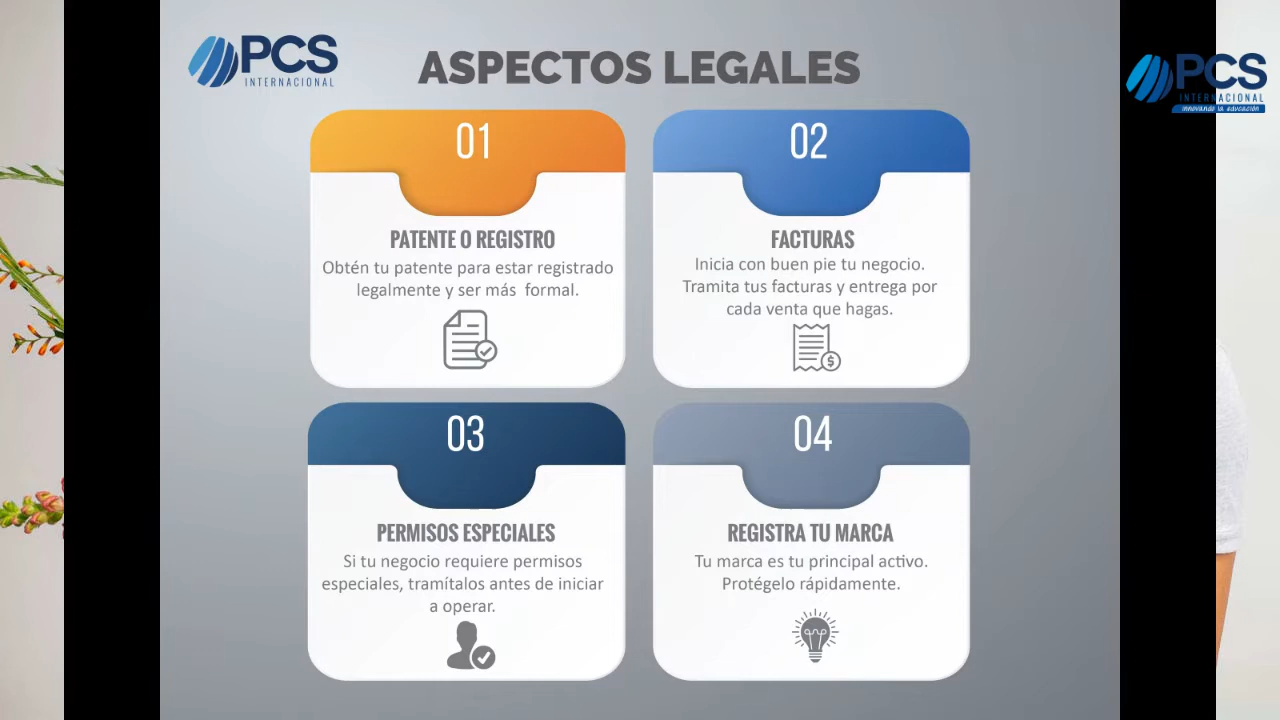 PCS
INTERNACIONAL
ASPECTOS LEGALES
PCS
INTERNACIONAL
innovando la educación
01
PATENTE O REGISTRO
Obtén tu patente para estar registrado
legalmente y ser más formal.
02
FACTURAS
Inicia con buen pie tu negocio.
Tramita tus facturas y entrega por
cada venta que hagas.
$
03
PERMISOS ESPECIALES
Si tu negocio requiere permisos
especiales, tramítalos antes de iniciar
a operar.
04
REGISTRA TU MARCA
Tu marca es tu principal activo.
Protégelo rápidamente.